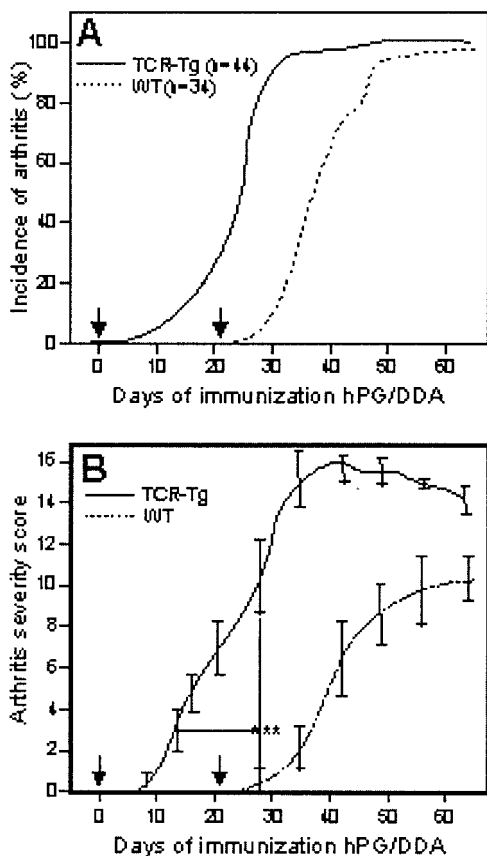 A
TCR-Tg (n=44)
WT(n=34)
Incidence of arthritis (%)
100
80
60
40
20
0
0 10 20 30 40 50 60
Days of immunization hPG/DDA
B
TCR-Tg
WT
Arthritis severity score
16
14
12
10
8
6
4
2
0
***
0 10 20 30 40 50 60
Days of immunization hPG/DDA